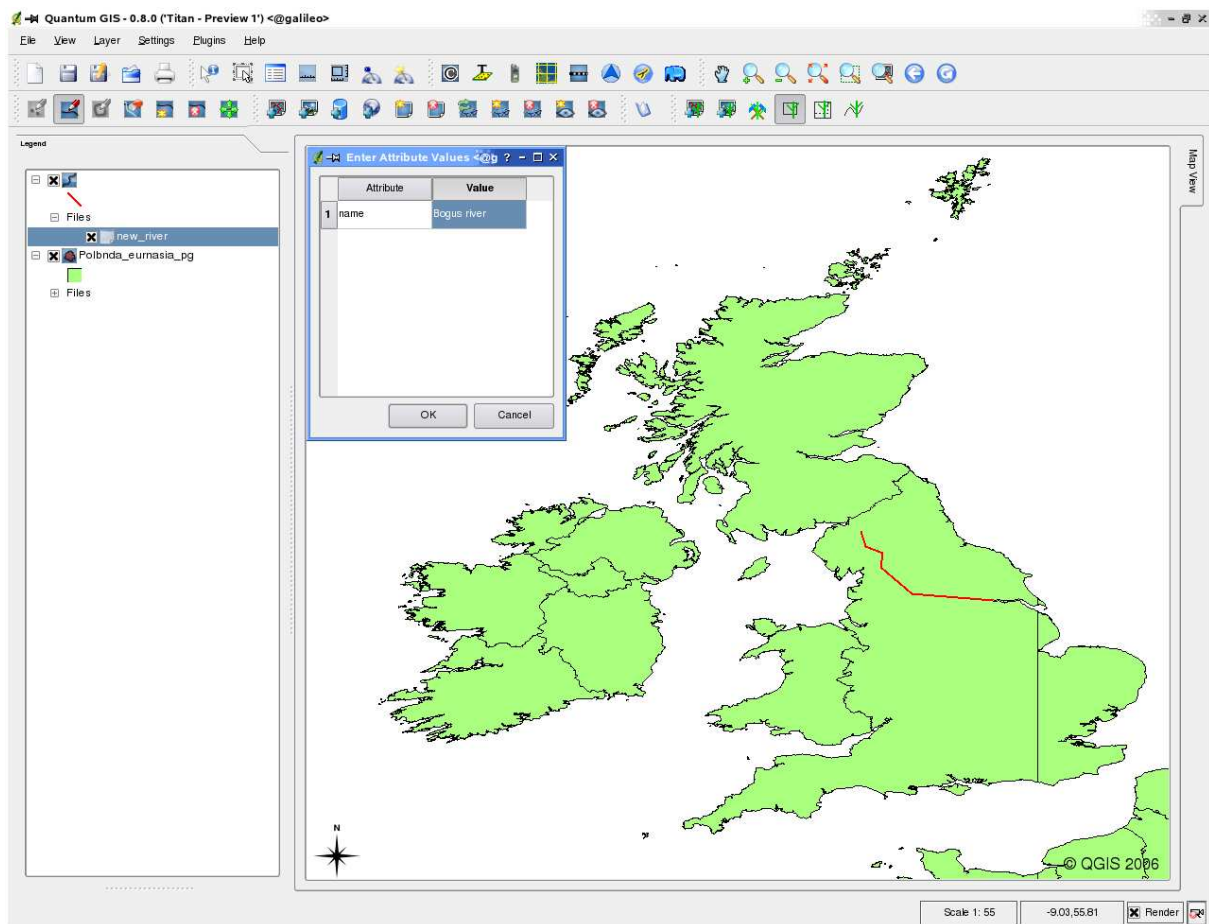 Quantum GIS - 0.8.0 ('Titan - Preview 1') <@galileo>
File View Layer Settings Plugins Help
Legend
Files
new_river
Polbnda_eurnasia_pg
Files
Enter Attribute Values <@g
Attribute Value
1 name Bogus river
OK Cancel
Map View
N
© QGIS 2006
Scale 1: 55 -9.03,55.81 Render